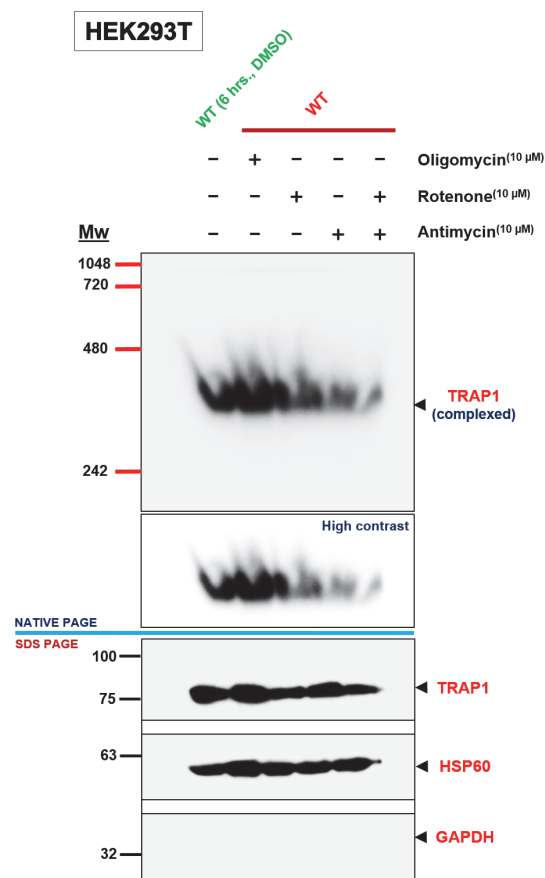 HEK293T
WT (6 hrs., DMSO)
WT
− + − − − Oligomycin(10 µM)
− − + − + Rotenone(10 µM)
− − − + + Antimycin(10 µM)
Mw
1048
720
480
TRAP1
(complexed)
242
High contrast
NATIVE PAGE
SDS PAGE
100
TRAP1
75
63
HSP60
GAPDH
32